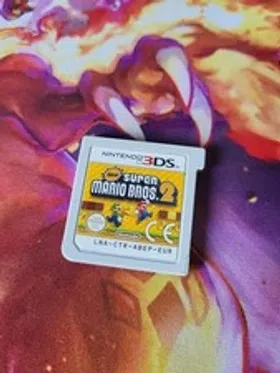 NINTENDO 3DS
NEW SUPER
MARIO BROS. 2
CE
LNA-CTR-ABEP-EUR